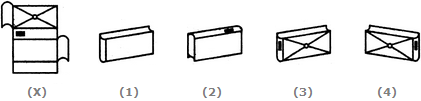 (X) (1) (2) (3) (4)